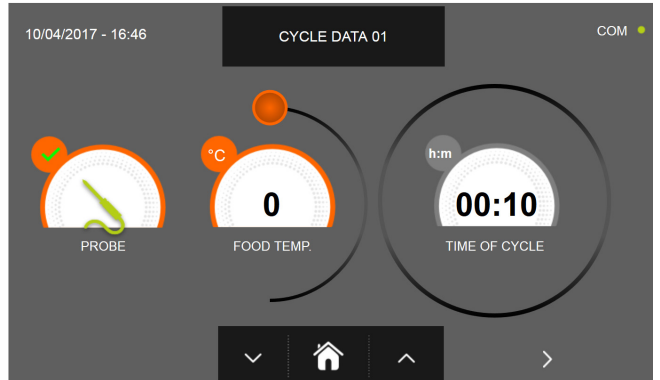 10/04/2017 - 16:46
CYCLE DATA 01
COM
°C
h:m
0
00:10
PROBE
FOOD TEMP.
TIME OF CYCLE